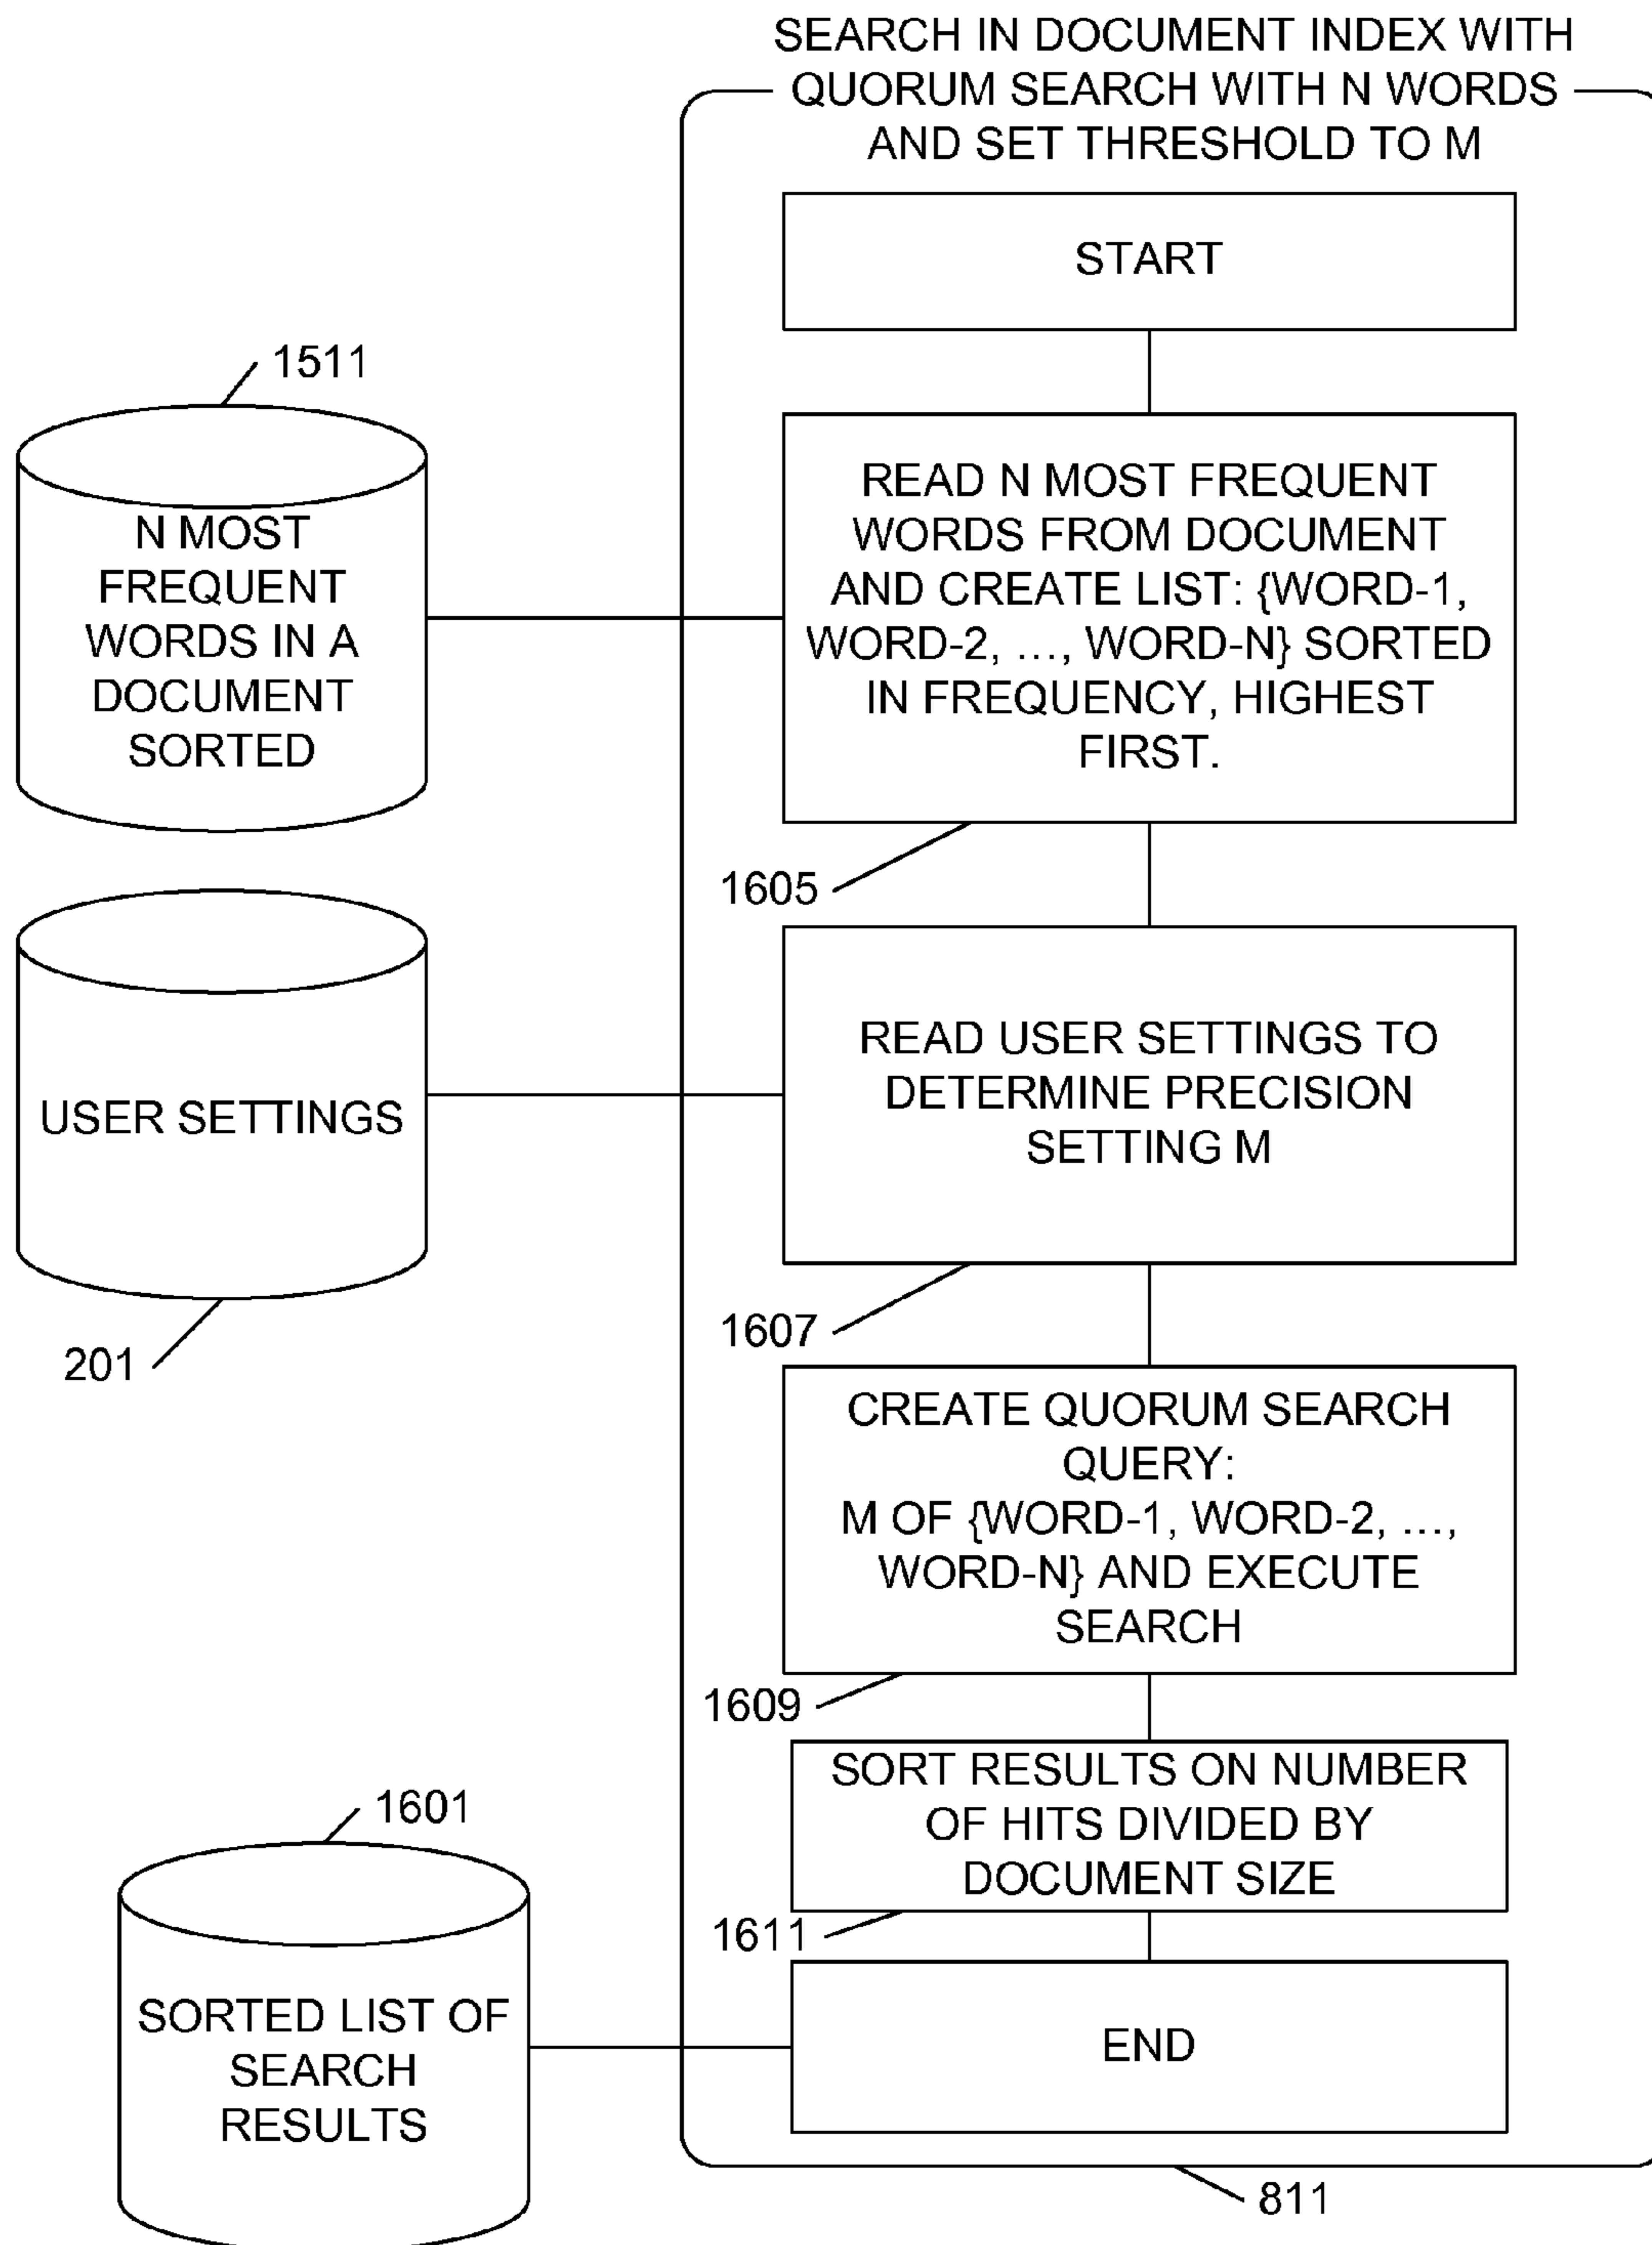 SEARCH IN DOCUMENT INDEX WITH
QUORUM SEARCH WITH N WORDS
AND SET THRESHOLD TO M
START
1511
N MOST
FREQUENT
WORDS IN A
DOCUMENT
SORTED
READ N MOST FREQUENT
WORDS FROM DOCUMENT
AND CREATE LIST: {WORD-1,
WORD-2, ..., WORD-N} SORTED
IN FREQUENCY, HIGHEST
FIRST.
1605
USER SETTINGS
201
READ USER SETTINGS TO
DETERMINE PRECISION
SETTING M
1607
CREATE QUORUM SEARCH
QUERY:
M OF {WORD-1, WORD-2, ...,
WORD-N} AND EXECUTE
SEARCH
1609
SORT RESULTS ON NUMBER
OF HITS DIVIDED BY
DOCUMENT SIZE
1611
1601
SORTED LIST OF
SEARCH
RESULTS
END
811